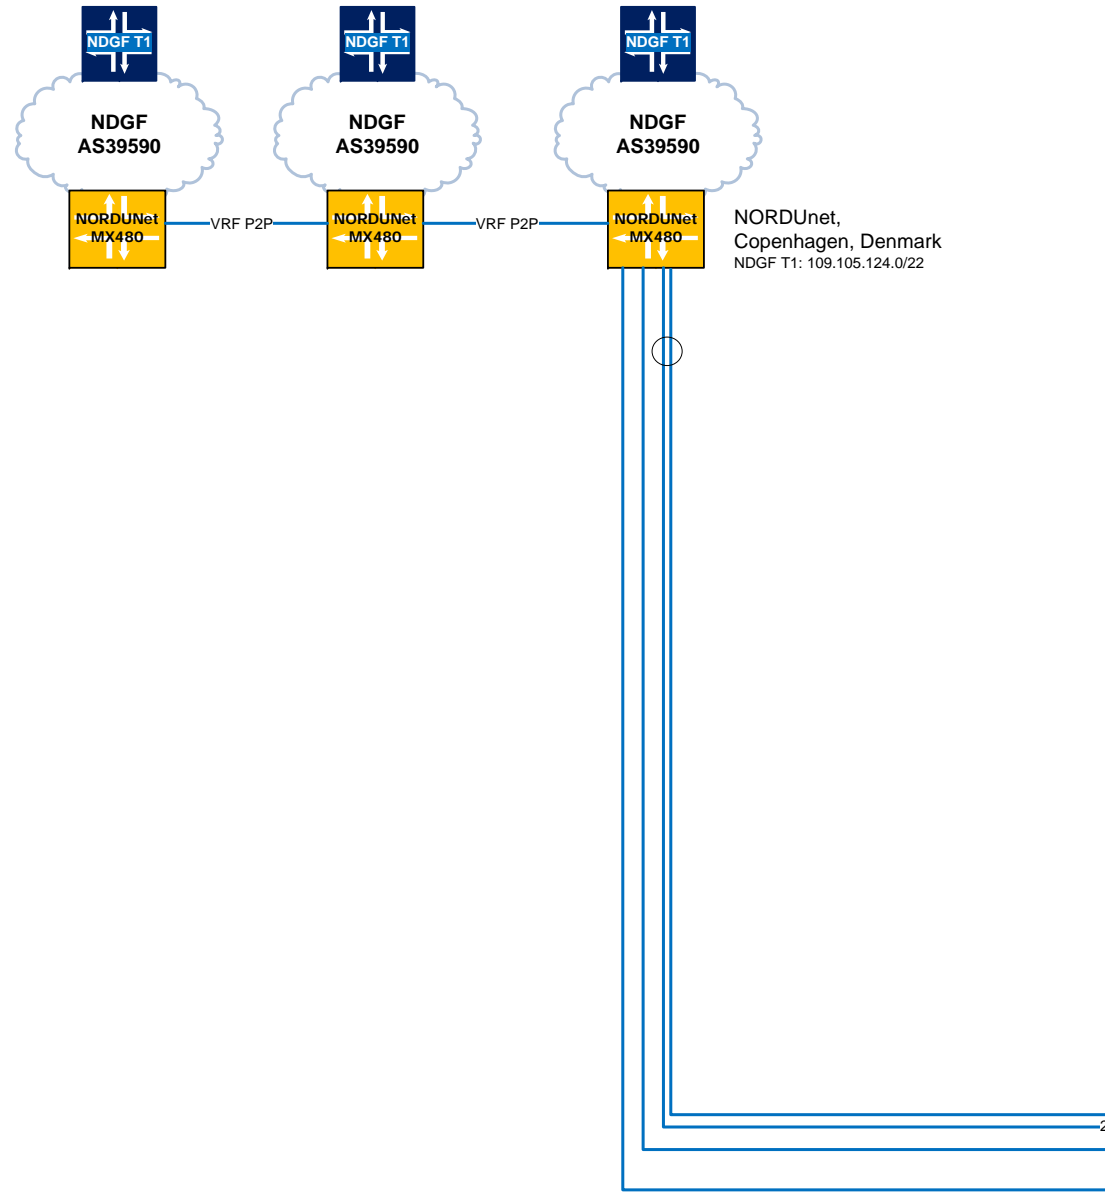 NDGF T1
NDGF T1
NDGF T1
NDGF
AS39590
NDGF
AS39590
NDGF
AS39590
NORDUNet
MX480
VRF P2P
NORDUNet
MX480
VRF P2P
NORDUNet
MX480
NORDUnet,
Copenhagen, Denmark
NDGF T1: 109.105.124.0/22
2